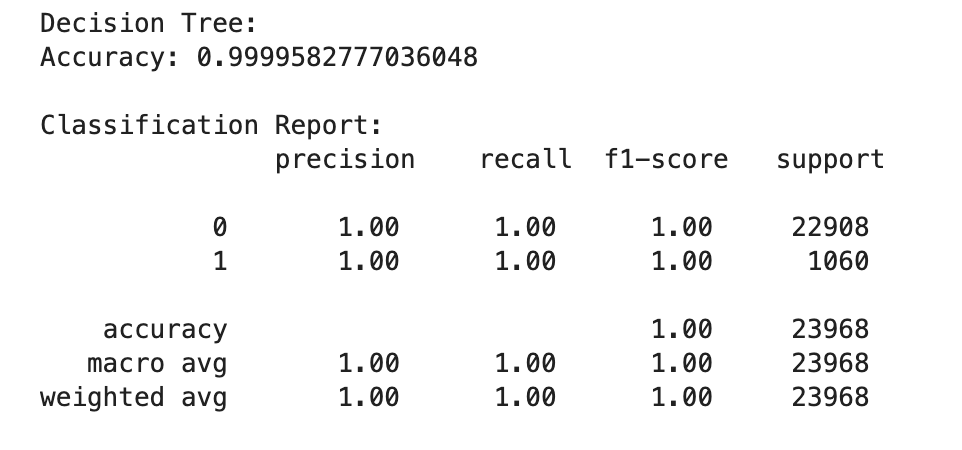 Decision Tree:
Accuracy: 0.9999582777036048
Classification Report:
precision recall f1-score support
0 1.00 1.00 1.00 22908
1 1.00 1.00 1.00 1060
accuracy 1.00 23968
macro avg 1.00 1.00 1.00 23968
weighted avg 1.00 1.00 1.00 23968